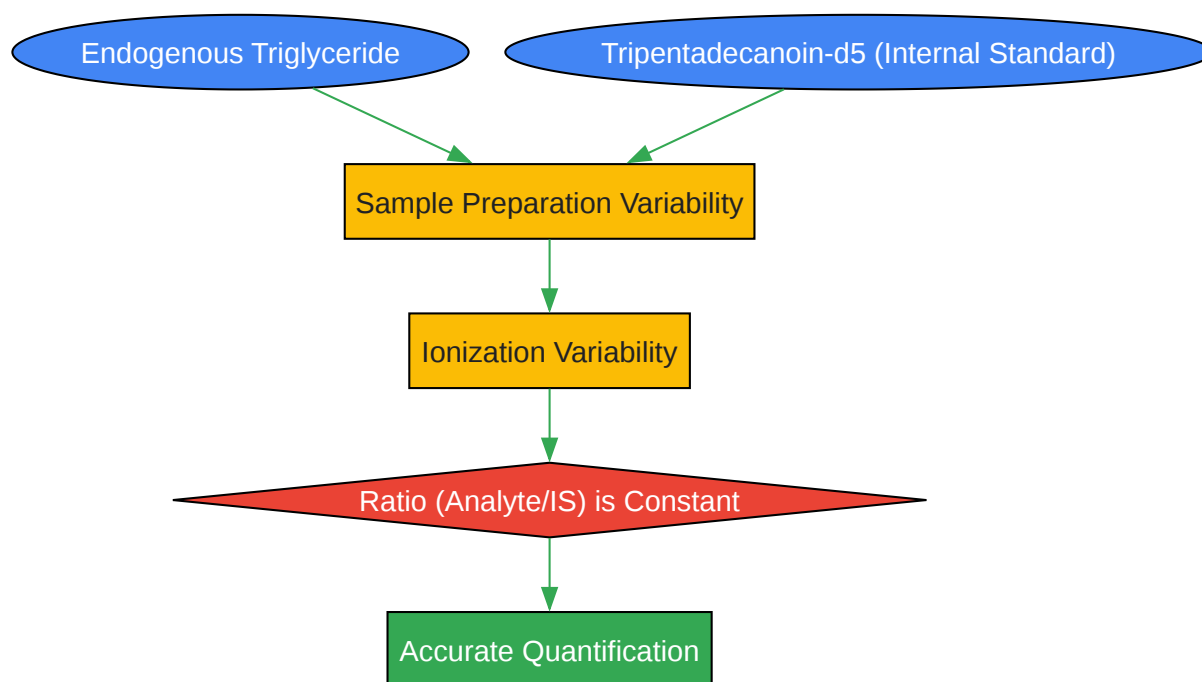 Endogenous Triglyceride
Tripentadecanoin-d5 (Internal Standard)
Sample Preparation Variability
Ionization Variability
Ratio (Analyte/IS) is Constant
Accurate Quantification